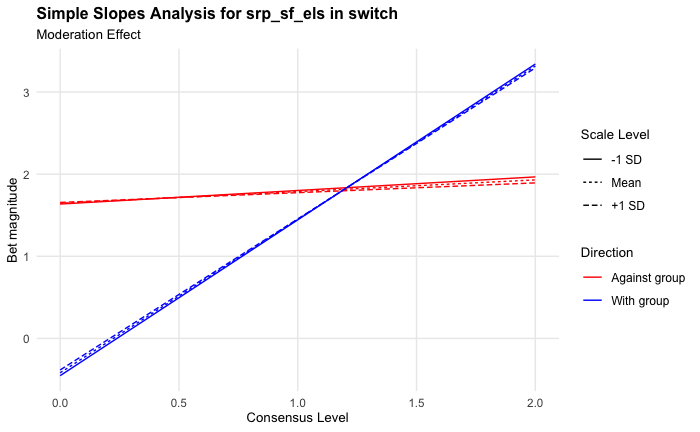 Simple Slopes Analysis for srp_sf_els in switch
Moderation Effect
Bet magnitude
3
2
1
0
0.0 0.5 1.0 1.5 2.0
Consensus Level
Scale Level
-1 SD
Mean
+1 SD
Direction
Against group
With group